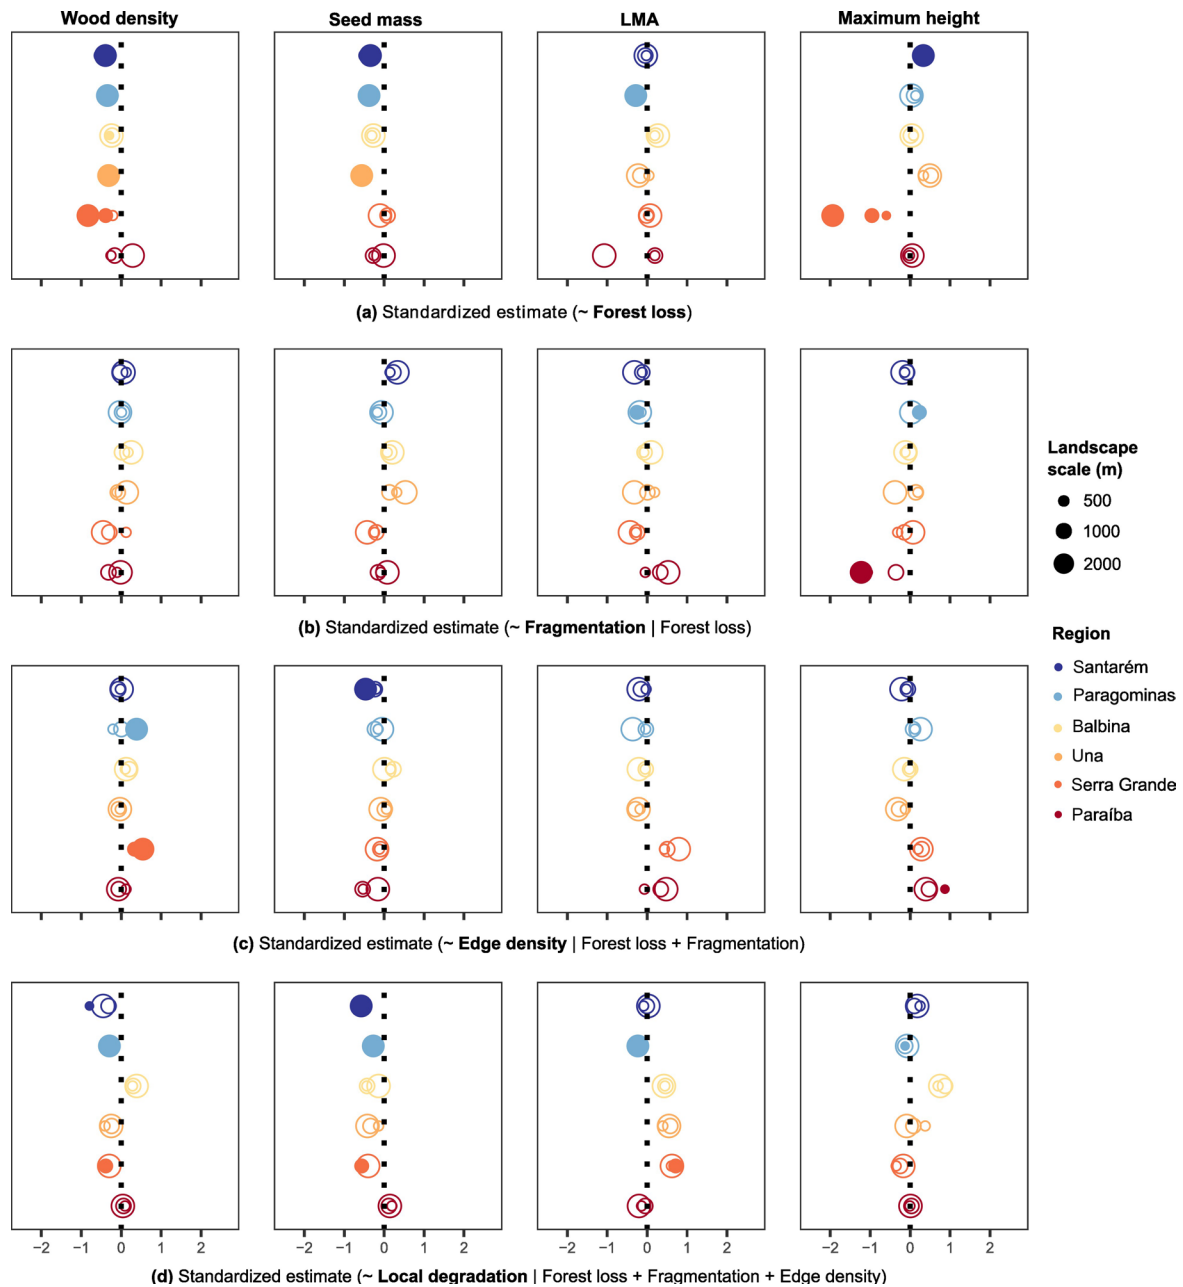 Wood density Seed mass LMA Maximum height
(a) Standardized estimate (~ Forest loss)
(b) Standardized estimate (~ Fragmentation | Forest loss)
Landscape
scale (m)
500
1000
2000
Region
Santarém
Paragominas
Balbina
Una
Serra Grande
Paraíba
(c) Standardized estimate (~ Edge density | Forest loss + Fragmentation)
−2 −1 0 1 2 −2 −1 0 1 2 −2 −1 0 1 2 −2 −1 0 1 2
(d) Standardized estimate (~ Local degradation | Forest loss + Fragmentation + Edge density)